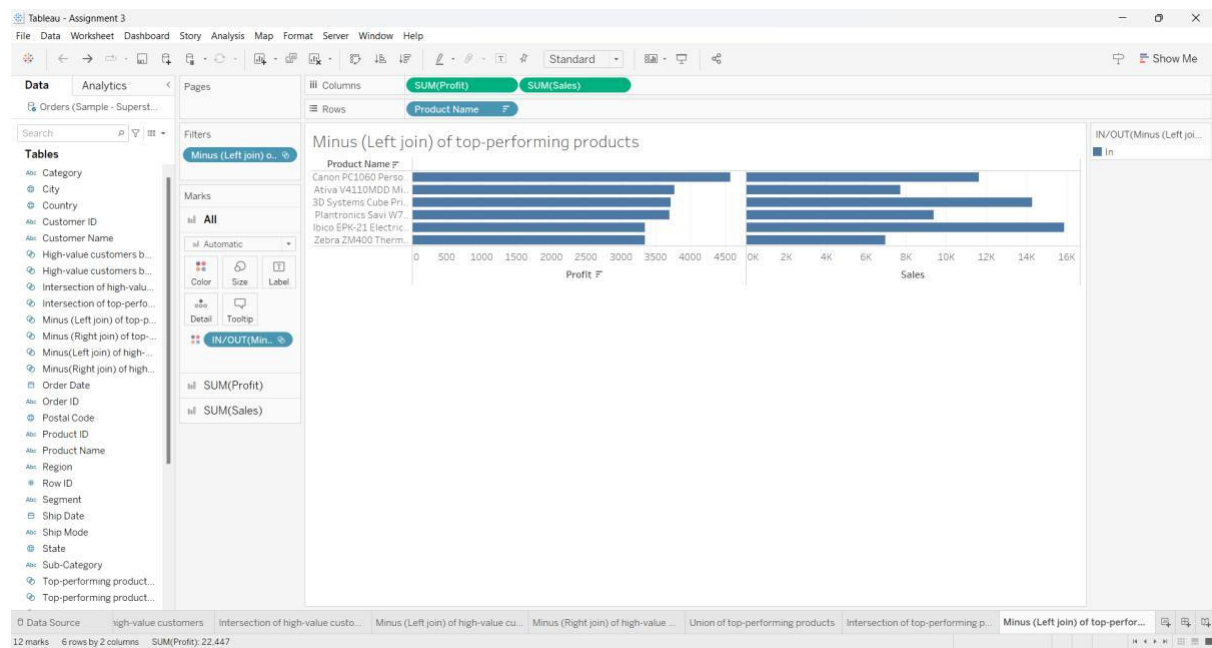 Tableau - Assignment 3
File Data Worksheet Dashboard Story Analysis Map Format Server Window Help
Standard
Show Me
Data Analytics
Orders (Sample - Superst...
Search
Tables
Abc Category
City
Country
Abc Customer ID
Abc Customer Name
High-value customers b...
High-value customers b...
Intersection of high-valu...
Intersection of top-perfo...
Minus (Left join) of top-p...
Minus (Right join) of top-...
Minus(Left join) of high-...
Minus(Right join) of high...
Order Date
Abc Order ID
Postal Code
Abc Product ID
Abc Product Name
Abc Region
# Row ID
Abc Segment
Ship Date
Abc Ship Mode
State
Abc Sub-Category
Top-performing product...
Top-performing product...
Pages
Filters
Minus (Left join) o..
Marks
All
Automatic
Color Size Label
Detail Tooltip
IN/OUT(Min..
SUM(Profit)
SUM(Sales)
Columns SUM(Profit) SUM(Sales)
Rows Product Name
Minus (Left join) of top-performing products
Product Name
Canon PC1060 Perso..
Ativa V4110MDD Mi..
3D Systems Cube Pri..
Plantronics Savi W7..
Ibico EPK-21 Electric..
Zebra ZM400 Therm..
0 500 1000 1500 2000 2500 3000 3500 4000 4500 0K 2K 4K 6K 8K 10K 12K 14K 16K
Profit Sales
IN/OUT(Minus (Left joi...
In
Data Source high-value customers Intersection of high-value custo... Minus (Left join) of high-value cu... Minus (Right join) of high-value ... Union of top-performing products Intersection of top-performing p... Minus (Left join) of top-perfor...
12 marks 6 rows by 2 columns SUM(Profit): 22,447